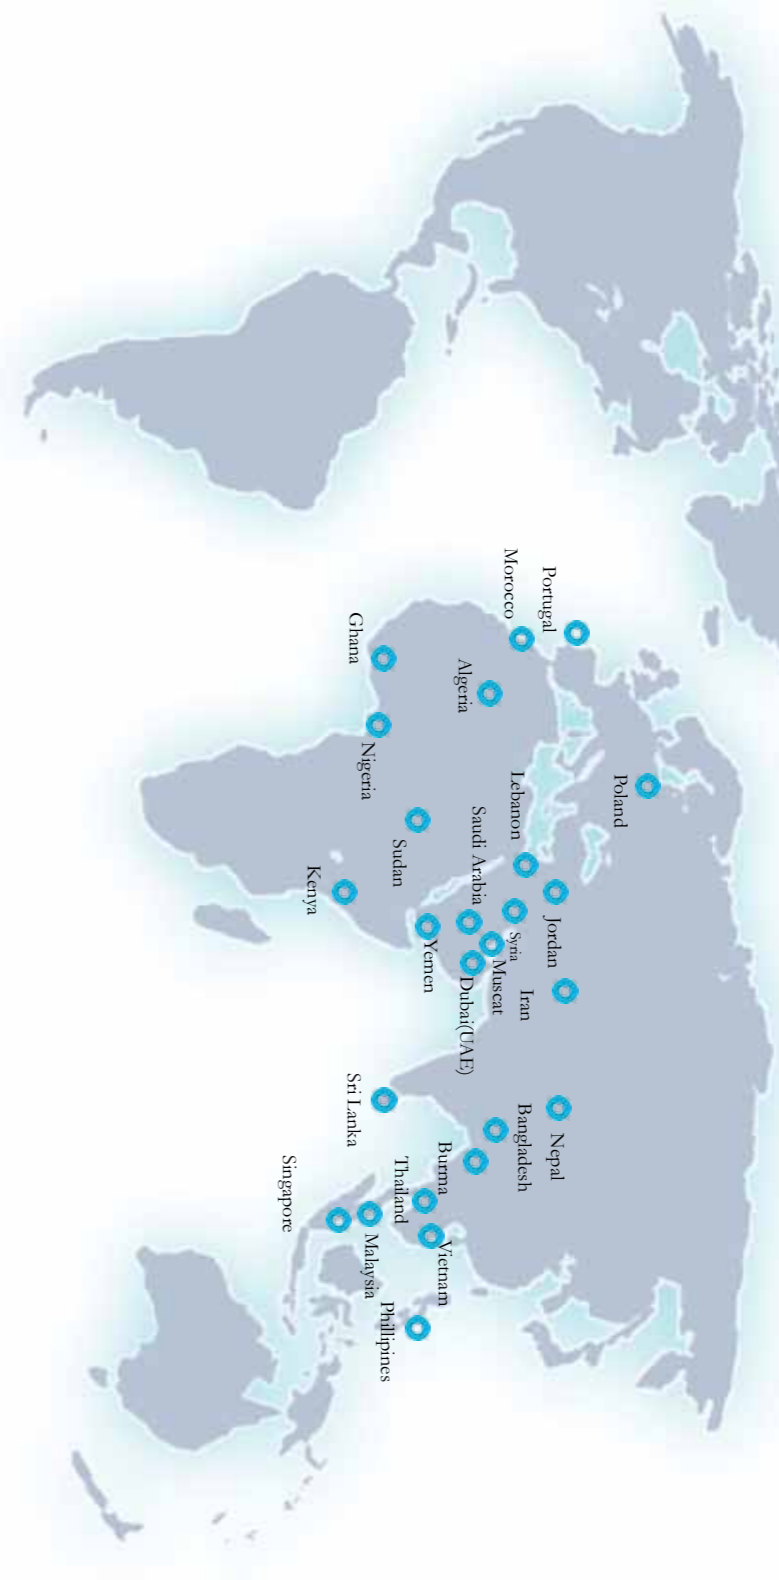 Portugal
Morocco
Poland
Algeria
Ghana
Nigeria
Lebanon
Saudi Arabia
Sudan
Kenya
Jordan
Syria
Iran
Muscat
Dubai(UAE)
Yemen
Nepal
Bangladesh
Sri Lanka
Burma
Thailand
Vietnam
Singapore
Malaysia
Phillipines